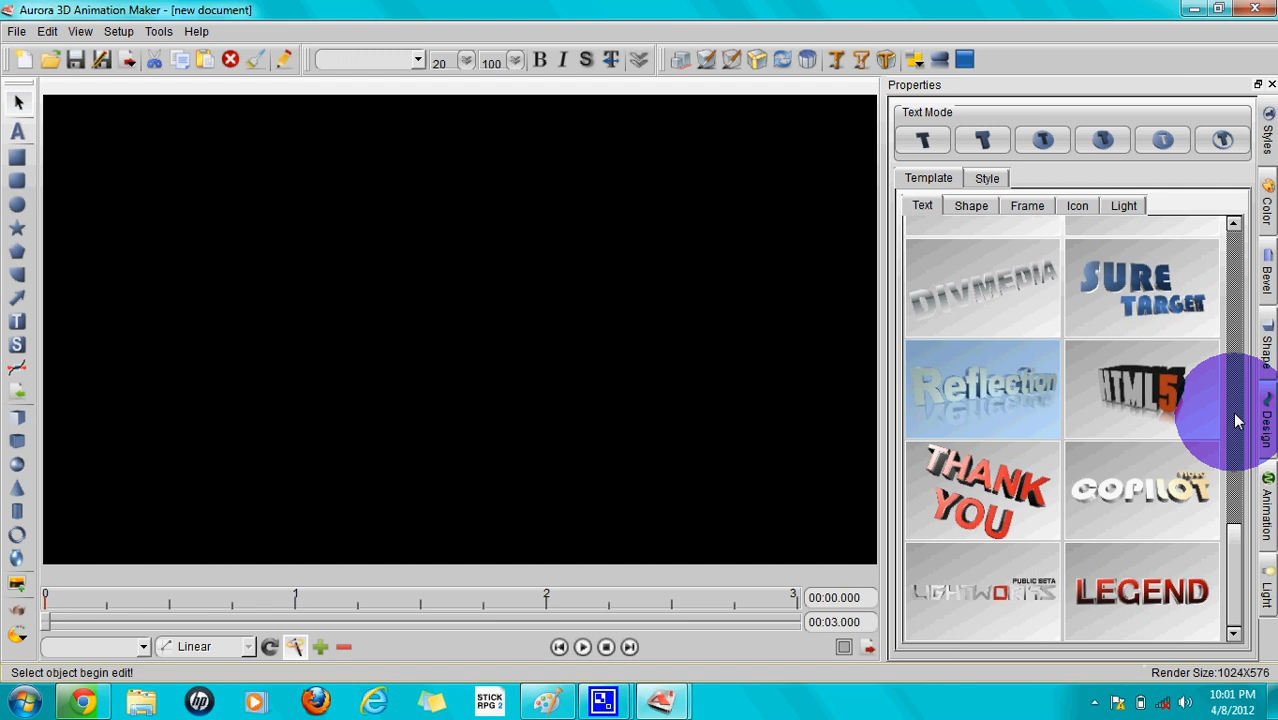 Aurora 3D Animation Maker - [new document]
File Edit View Setup Tools Help
20 100 B I S T
Properties
Text Mode
T T T T T T
Template Style
Text Shape Frame Icon Light
DIVMEDIA
SURE TARGET
Reflection
HTML5
THANK YOU
MOVIE COPILOT
PUBLIC BETA
LIGHTWORKS
LEGEND
Styles
Color
Bevel
Shape
Design
Animation
Light
A
T
S
0 1 2 3
00:00.000
00:03.000
Linear
Select object begin edit!
Render Size:1024X576
hp
STICK RPG 2
10:01 PM
4/8/2012